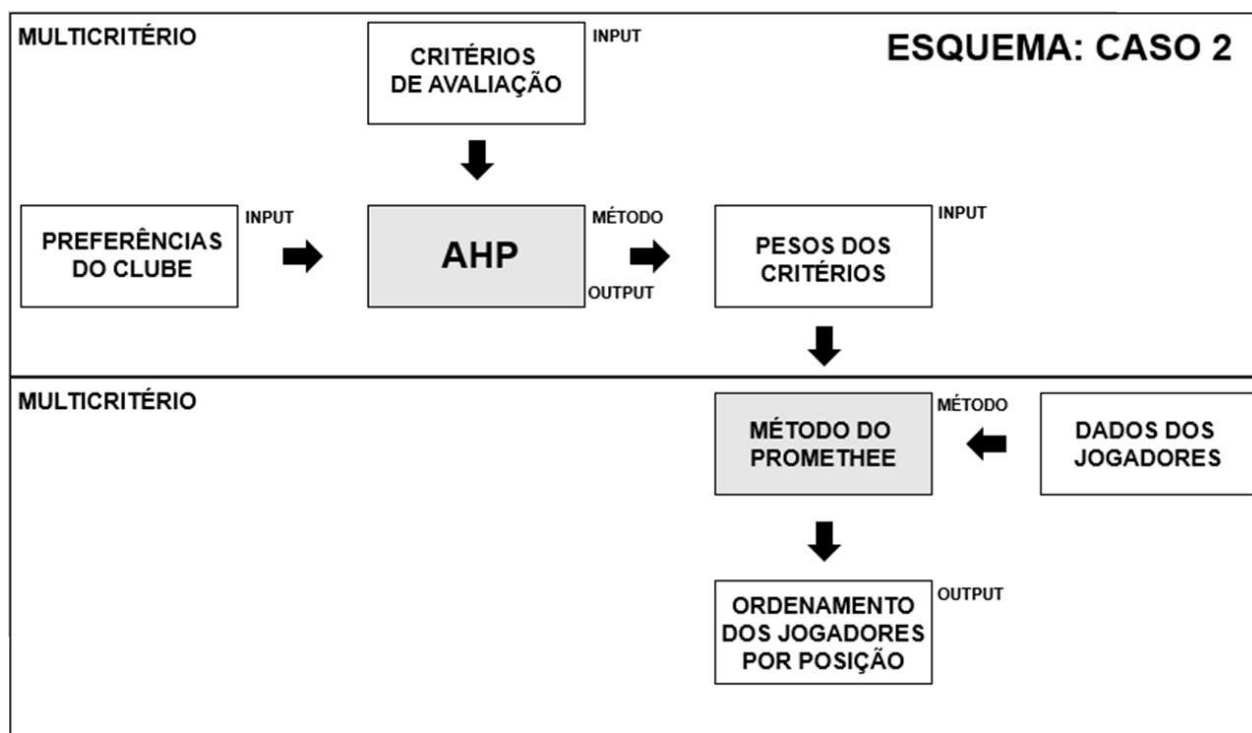 MULTICRITÉRIO
CRITÉRIOS
DE AVALIAÇÃO
INPUT
ESQUEMA: CASO 2
PREFERÊNCIAS
DO CLUBE
INPUT
AHP
MÉTODO
OUTPUT
PESOS DOS
CRITÉRIOS
INPUT
MULTICRITÉRIO
MÉTODO DO
PROMETHEE
MÉTODO
DADOS DOS
JOGADORES
ORDENAMENTO
DOS JOGADORES
POR POSIÇÃO
OUTPUT